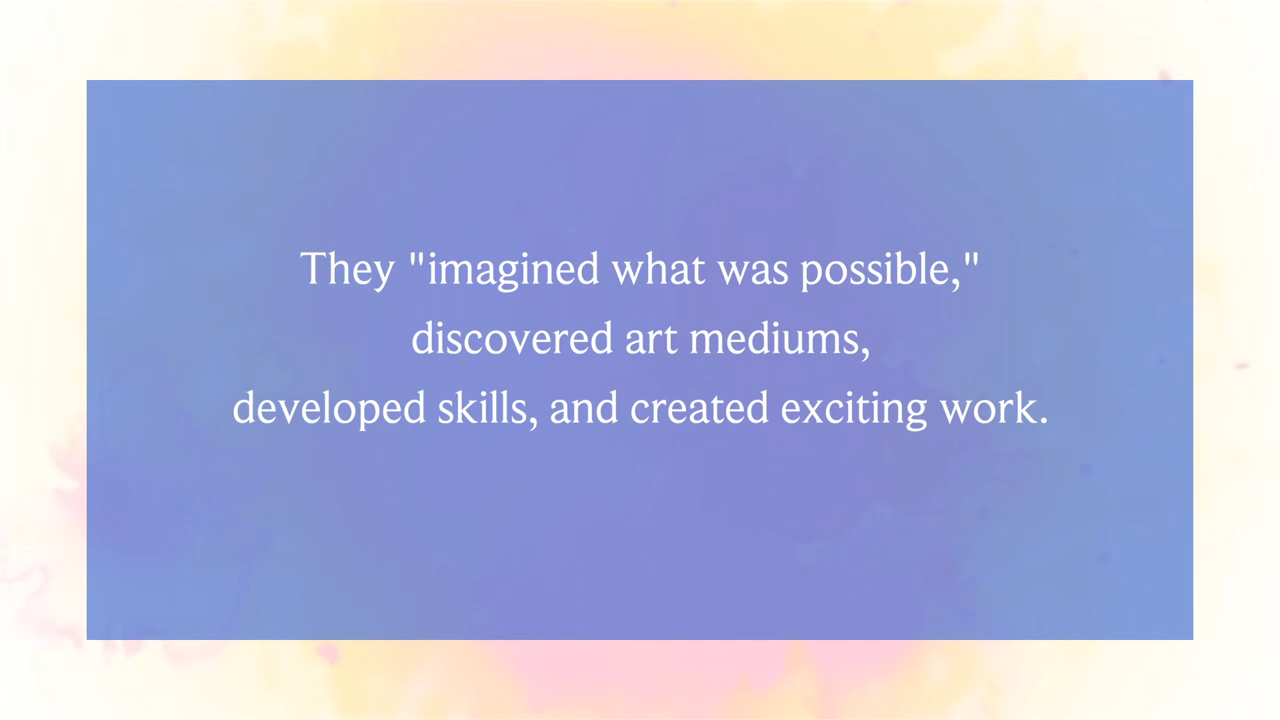 They "imagined what was possible,"
discovered art mediums,
developed skills, and created exciting work.